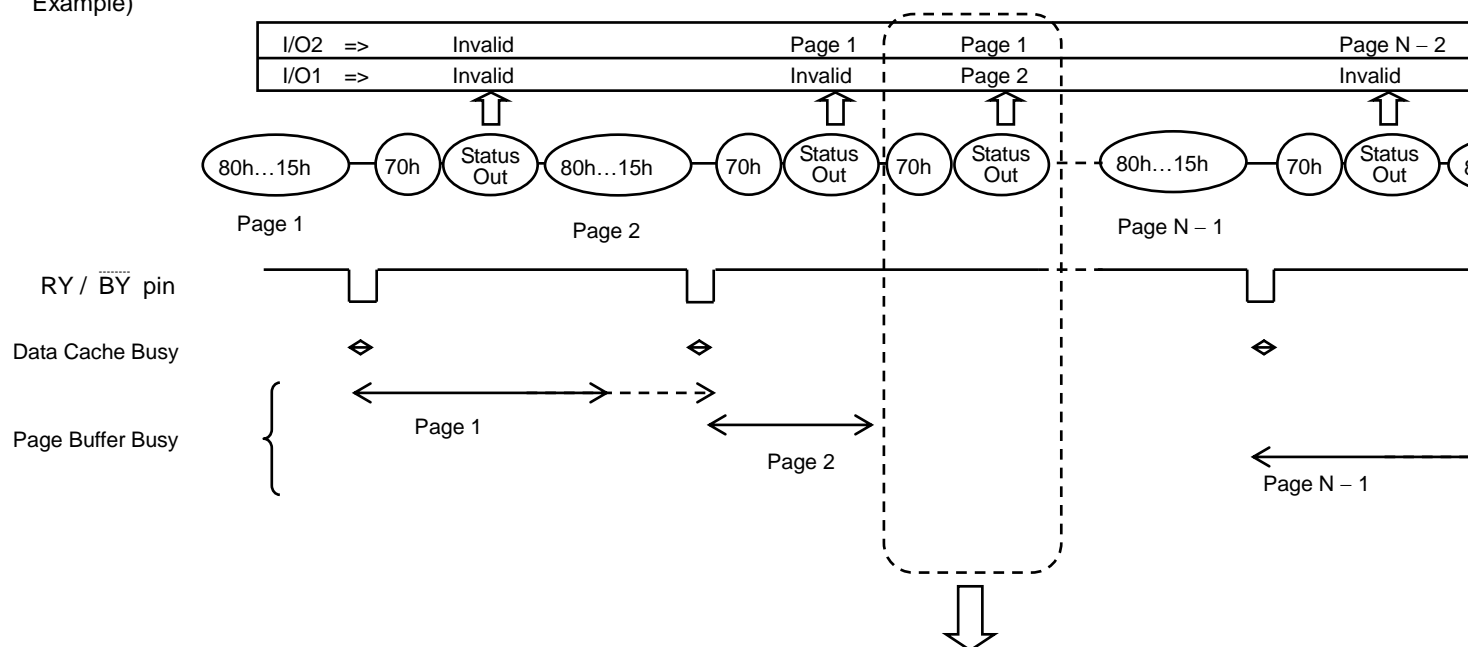 Example)
I/O2 => Invalid Page 1 Page 1 Page N – 2
I/O1 => Invalid Invalid Page 2 Invalid
80h…15h 70h Status Out 80h…15h 70h Status Out 70h Status Out 80h…15h 70h Status Out
Page 1 Page 2 Page N – 1
RY / BY pin
Data Cache Busy
Page 1
Page Buffer Busy
Page 2
Page N – 1